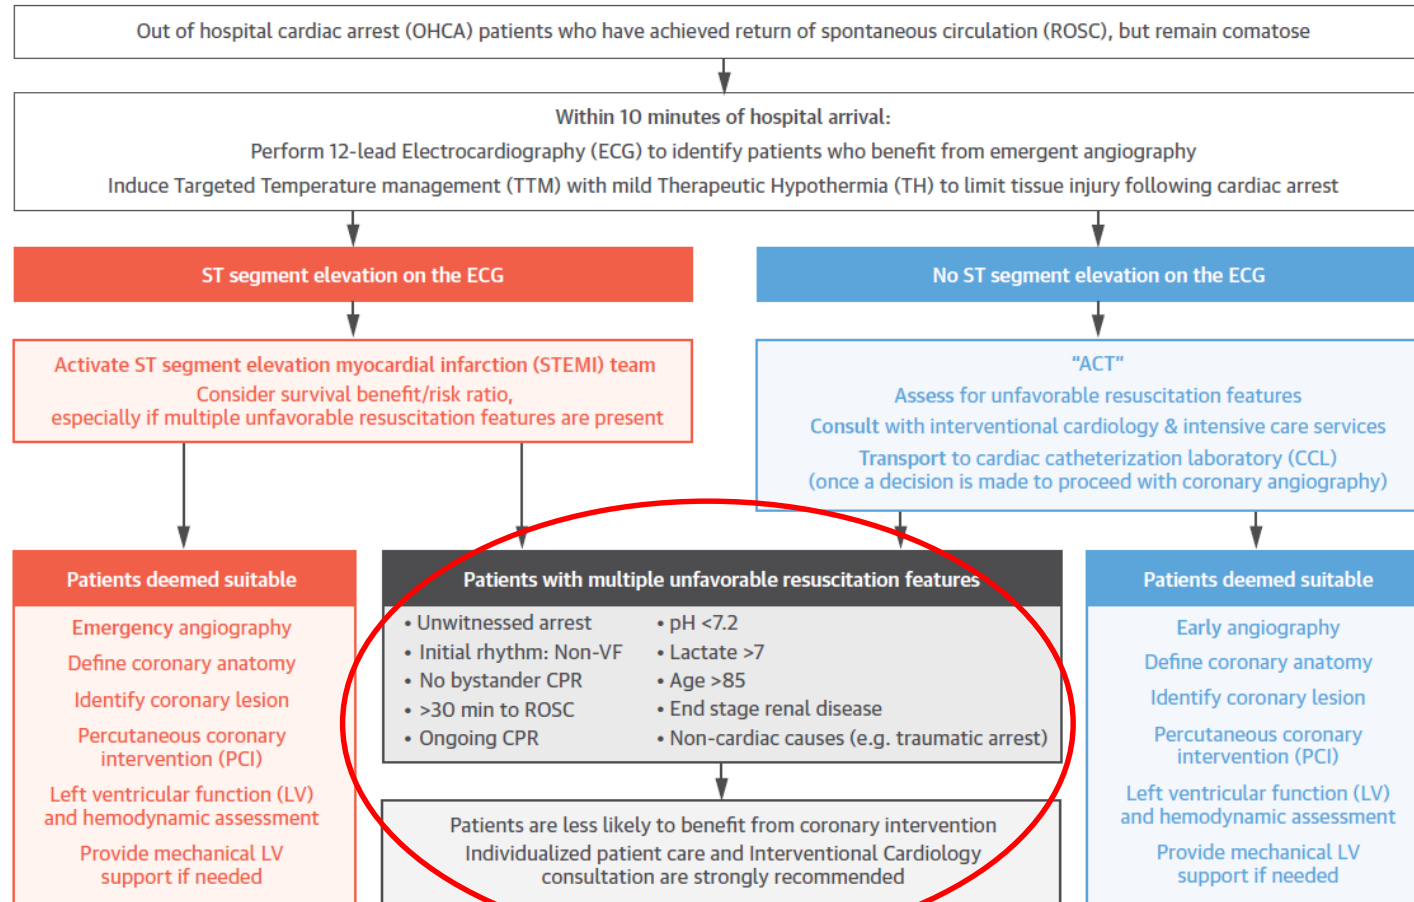 Out of hospital cardiac arrest (OHCA) patients who have achieved return of spontaneous circulation (ROSC), but remain comatose
Within 10 minutes of hospital arrival:
Perform 12-lead Electrocardiography (ECG) to identify patients who benefit from emergent angiography
Induce Targeted Temperature management (TTM) with mild Therapeutic Hypothermia (TH) to limit tissue injury following cardiac arrest
ST segment elevation on the ECG
No ST segment elevation on the ECG
Activate ST segment elevation myocardial infarction (STEMI) team
Consider survival benefit/risk ratio,
especially if multiple unfavorable resuscitation features are present
"ACT"
Assess for unfavorable resuscitation features
Consult with interventional cardiology & intensive care services
Transport to cardiac catheterization laboratory (CCL)
(once a decision is made to proceed with coronary angiography)
Patients deemed suitable
Emergency angiography
Define coronary anatomy
Identify coronary lesion
Percutaneous coronary
intervention (PCI)
Left ventricular function (LV)
and hemodynamic assessment
Provide mechanical LV
support if needed
Patients with multiple unfavorable resuscitation features
• Unwitnessed arrest
• Initial rhythm: Non-VF
• No bystander CPR
• >30 min to ROSC
• Ongoing CPR
• pH <7.2
• Lactate >7
• Age >85
• End stage renal disease
• Non-cardiac causes (e.g. traumatic arrest)
Patients are less likely to benefit from coronary intervention
Individualized patient care and Interventional Cardiology
consultation are strongly recommended
Patients deemed suitable
Early angiography
Define coronary anatomy
Identify coronary lesion
Percutaneous coronary
intervention (PCI)
Left ventricular function (LV)
and hemodynamic assessment
Provide mechanical LV
support if needed